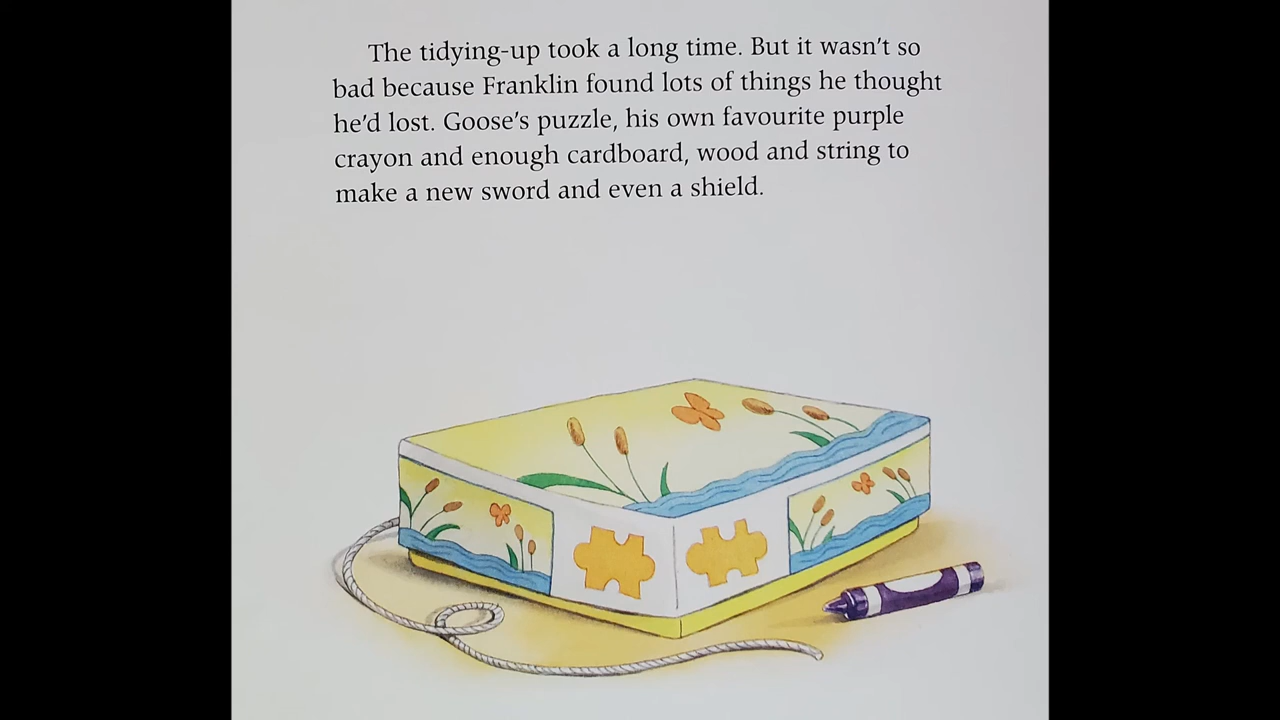 The tidying-up took a long time. But it wasn't so
bad because Franklin found lots of things he thought
he'd lost. Goose's puzzle, his own favourite purple
crayon and enough cardboard, wood and string to
make a new sword and even a shield.